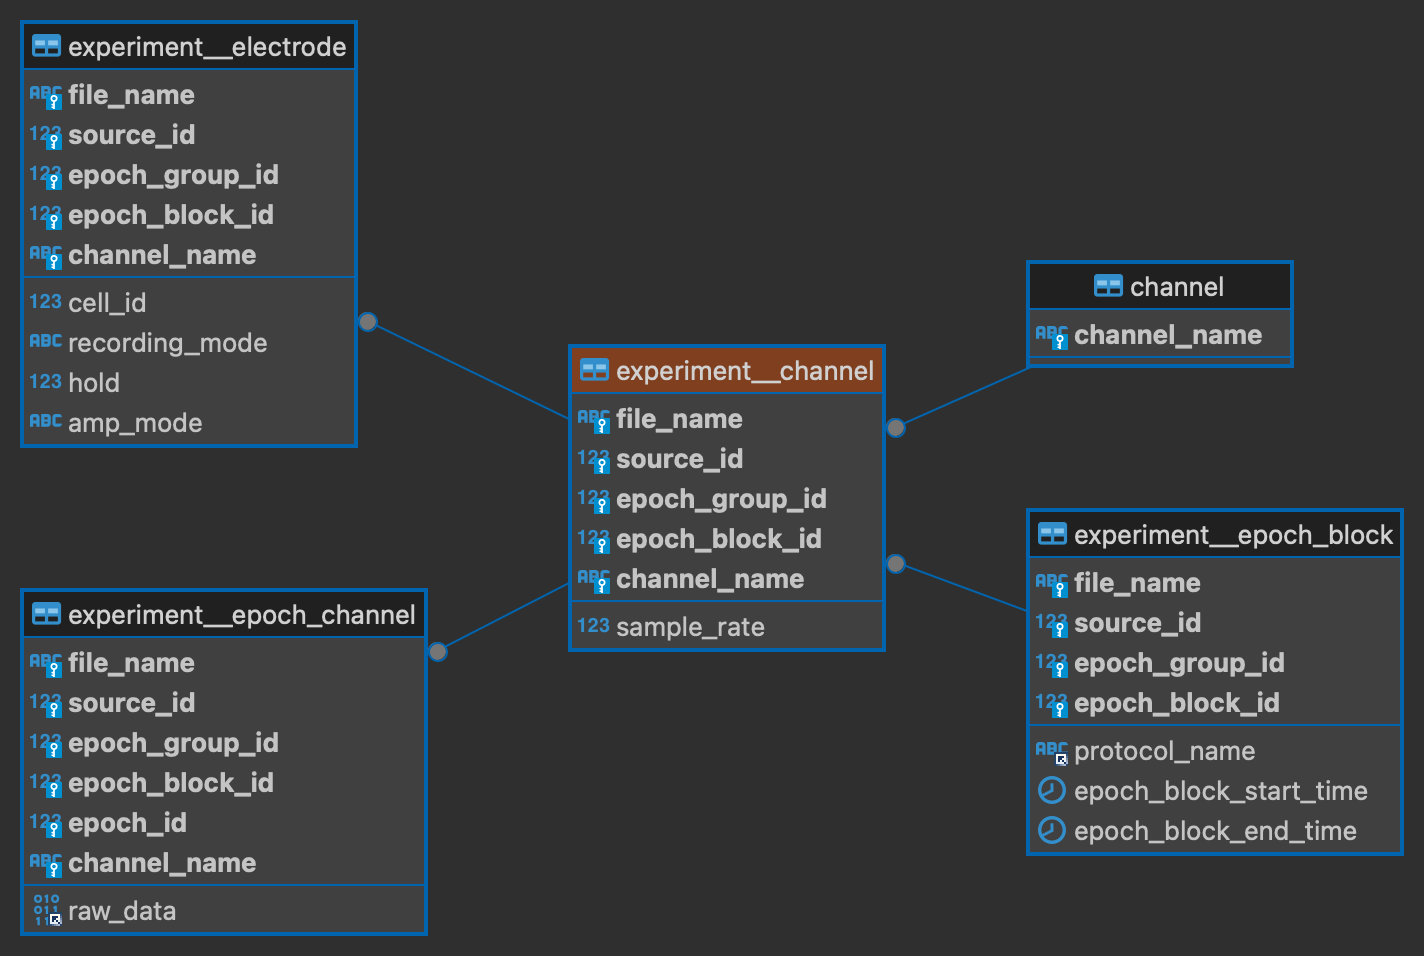 experiment__electrode
ABC file_name
123 source_id
123 epoch_group_id
123 epoch_block_id
ABC channel_name
123 cell_id
ABC recording_mode
123 hold
ABC amp_mode
experiment__epoch_channel
ABC file_name
123 source_id
123 epoch_group_id
123 epoch_block_id
123 epoch_id
ABC channel_name
010
011
11
raw_data
experiment__channel
ABC file_name
123 source_id
123 epoch_group_id
123 epoch_block_id
ABC channel_name
123 sample_rate
channel
ABC channel_name
experiment__epoch_block
ABC file_name
123 source_id
123 epoch_group_id
123 epoch_block_id
ABC protocol_name
epoch_block_start_time
epoch_block_end_time